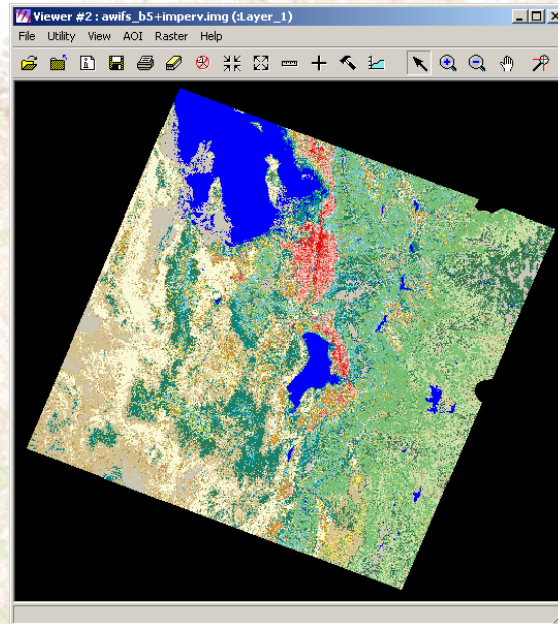 Viewer #2 : awifs_b5+imperv.img (:Layer_1)
File Utility View AOI Raster Help